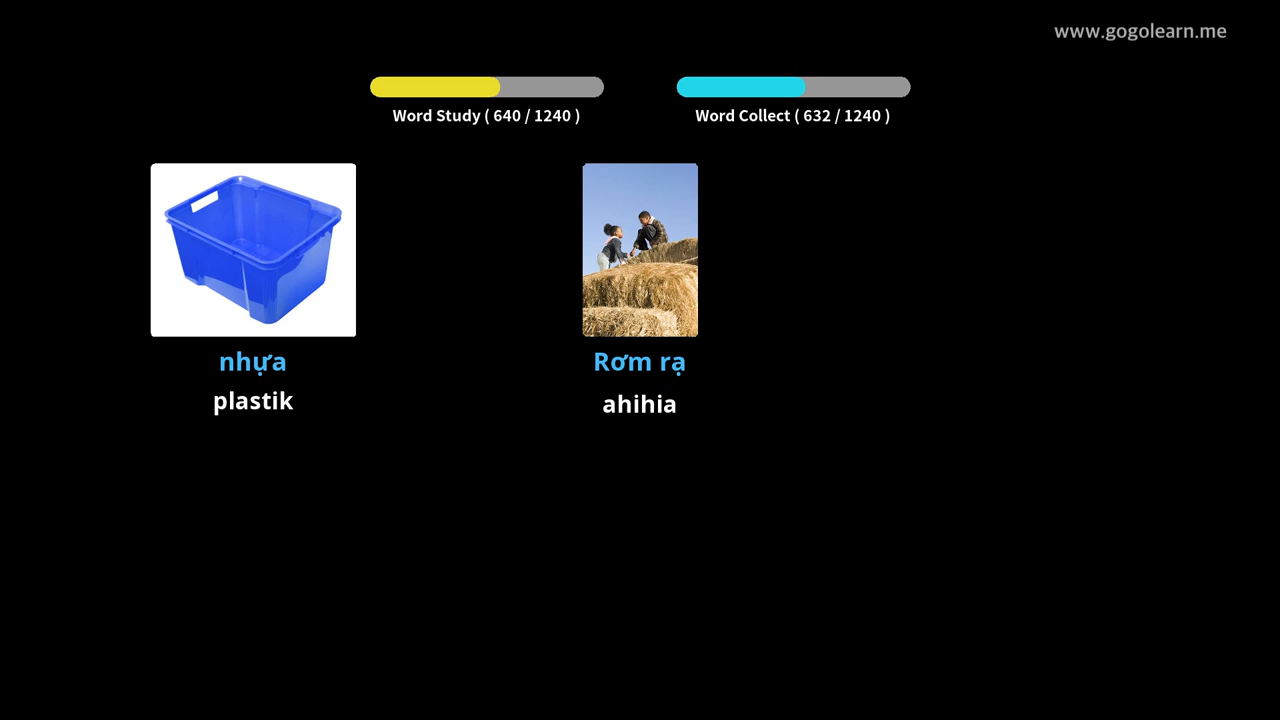 www.gogolearn.me
Word Study ( 640 / 1240 )
Word Collect ( 632 / 1240 )
nhựa
plastik
Rơm rạ
ahihia